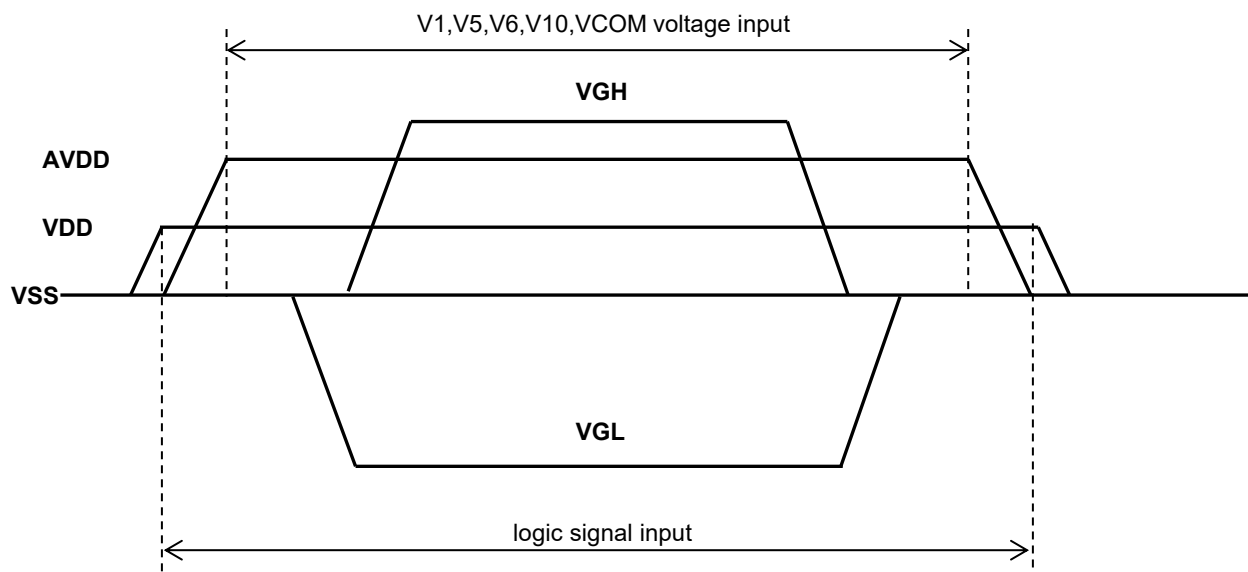 V1,V5,V6,V10,VCOM voltage input
VGH
AVDD
VDD
VSS
VGL
logic signal input